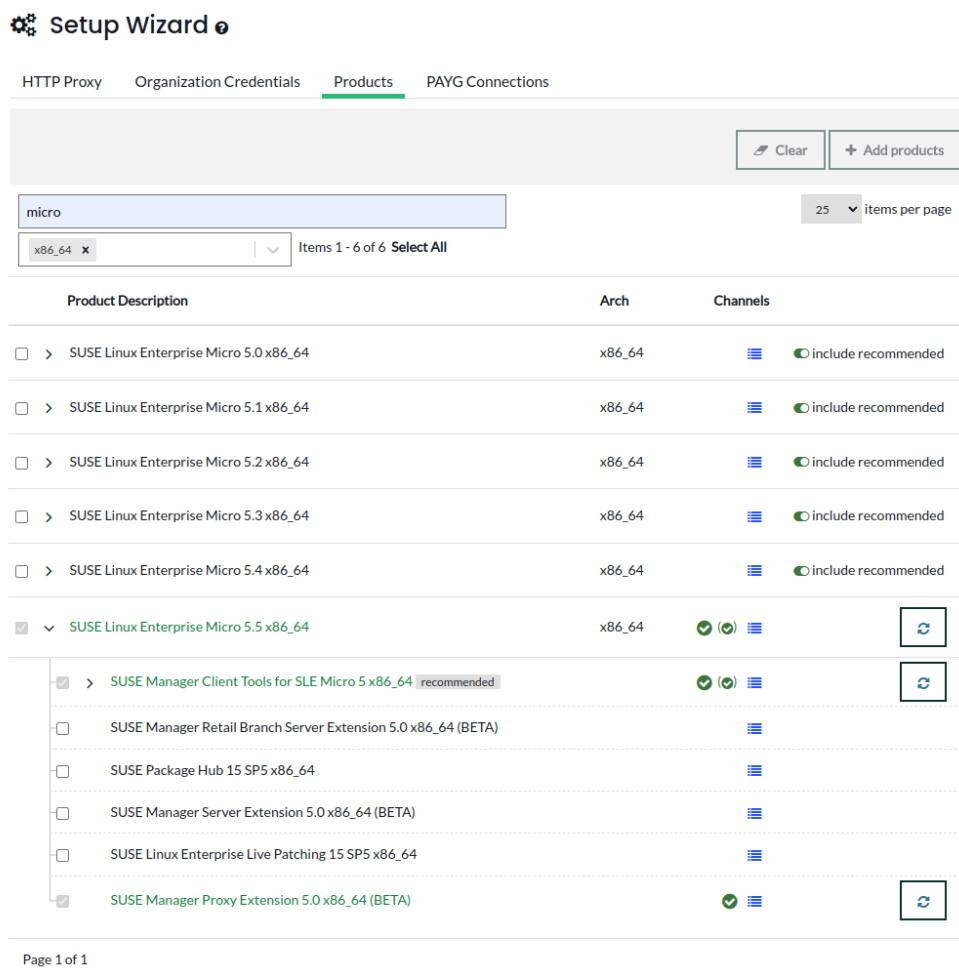 Setup Wizard
HTTP Proxy Organization Credentials Products PAYG Connections
Clear + Add products
micro
25 items per page
x86_64 × Items 1 - 6 of 6 Select All
Product Description Arch Channels
SUSE Linux Enterprise Micro 5.0 x86_64 x86_64 include recommended
SUSE Linux Enterprise Micro 5.1 x86_64 x86_64 include recommended
SUSE Linux Enterprise Micro 5.2 x86_64 x86_64 include recommended
SUSE Linux Enterprise Micro 5.3 x86_64 x86_64 include recommended
SUSE Linux Enterprise Micro 5.4 x86_64 x86_64 include recommended
SUSE Linux Enterprise Micro 5.5 x86_64 x86_64
SUSE Manager Client Tools for SLE Micro 5 x86_64 recommended
SUSE Manager Retail Branch Server Extension 5.0 x86_64 (BETA)
SUSE Package Hub 15 SP5 x86_64
SUSE Manager Server Extension 5.0 x86_64 (BETA)
SUSE Linux Enterprise Live Patching 15 SP5 x86_64
SUSE Manager Proxy Extension 5.0 x86_64 (BETA)
Page 1 of 1